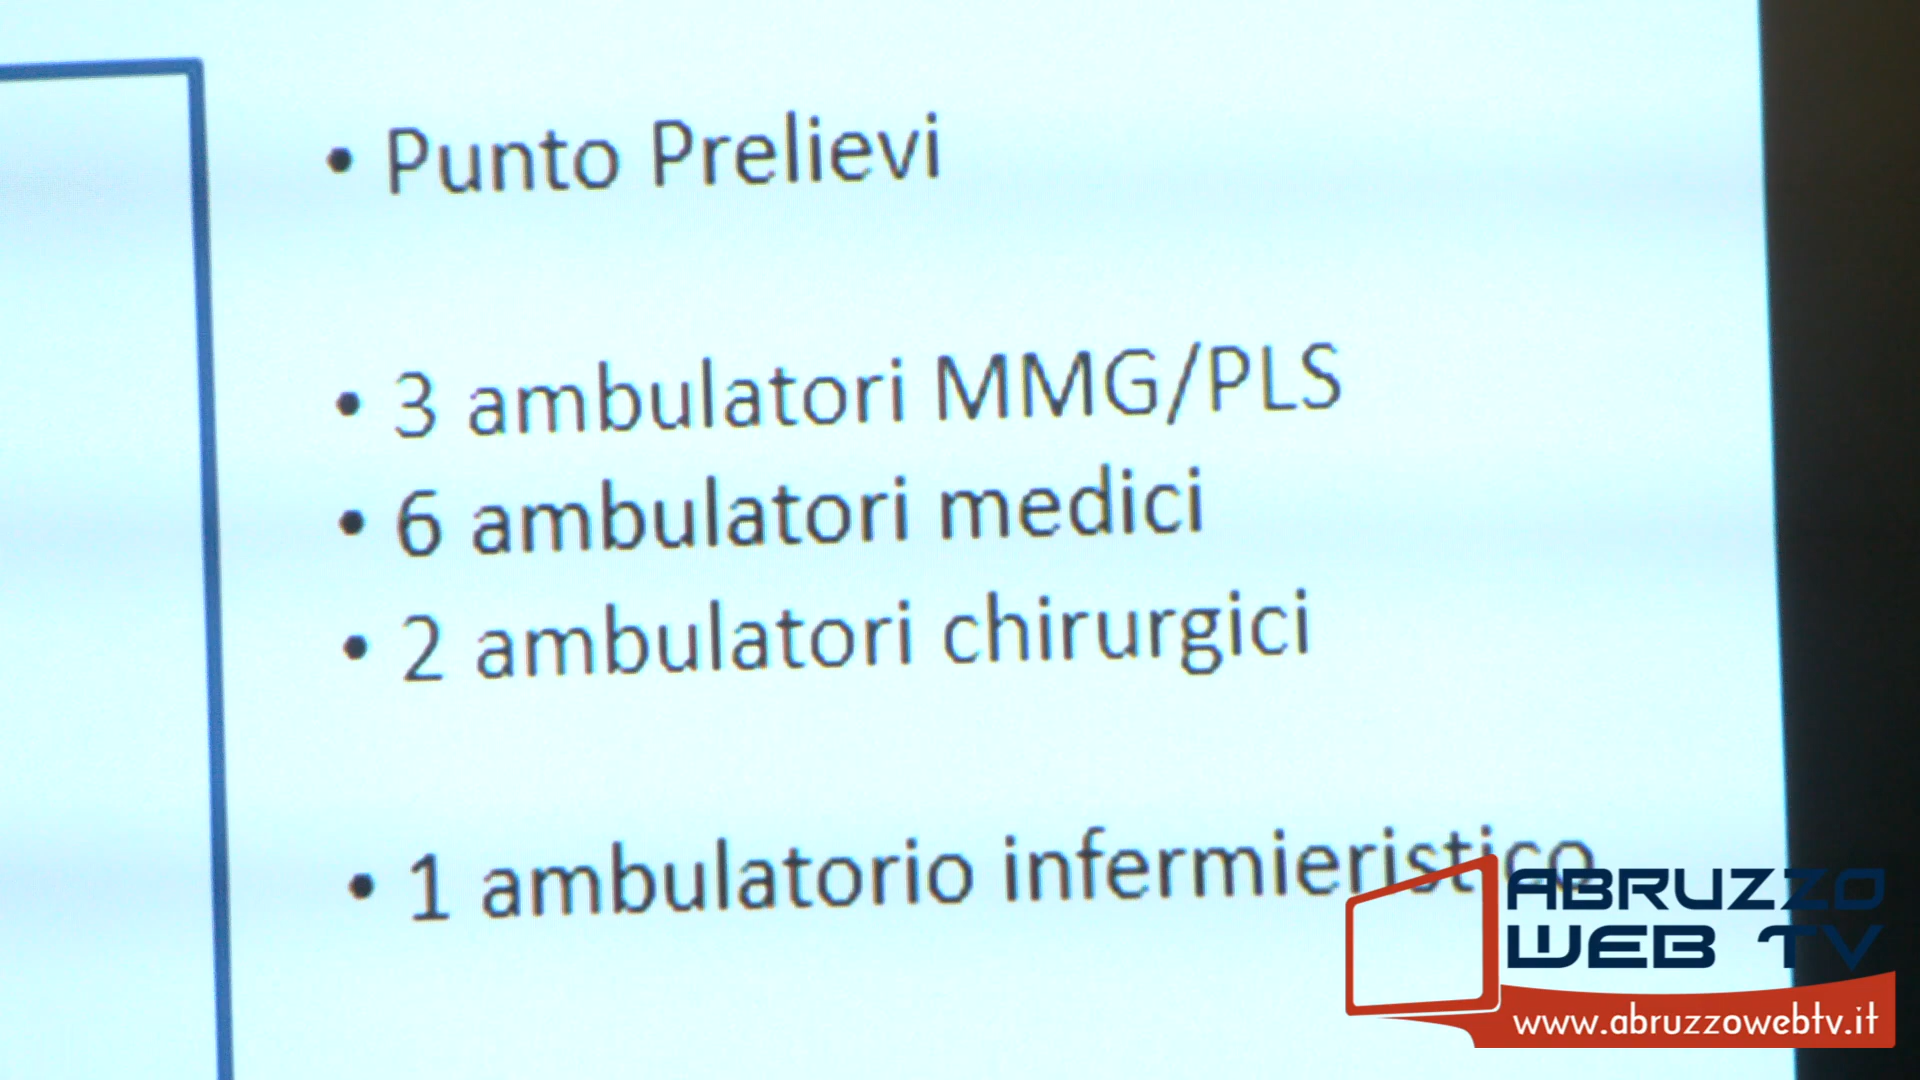 • Punto Prelievi
• 3 ambulatori MMG/PLS
• 6 ambulatori medici
• 2 ambulatori chirurgici
• 1 ambulatorio infermieristico
ABRUZZO
WEB TV
www.abruzzowebtv.it